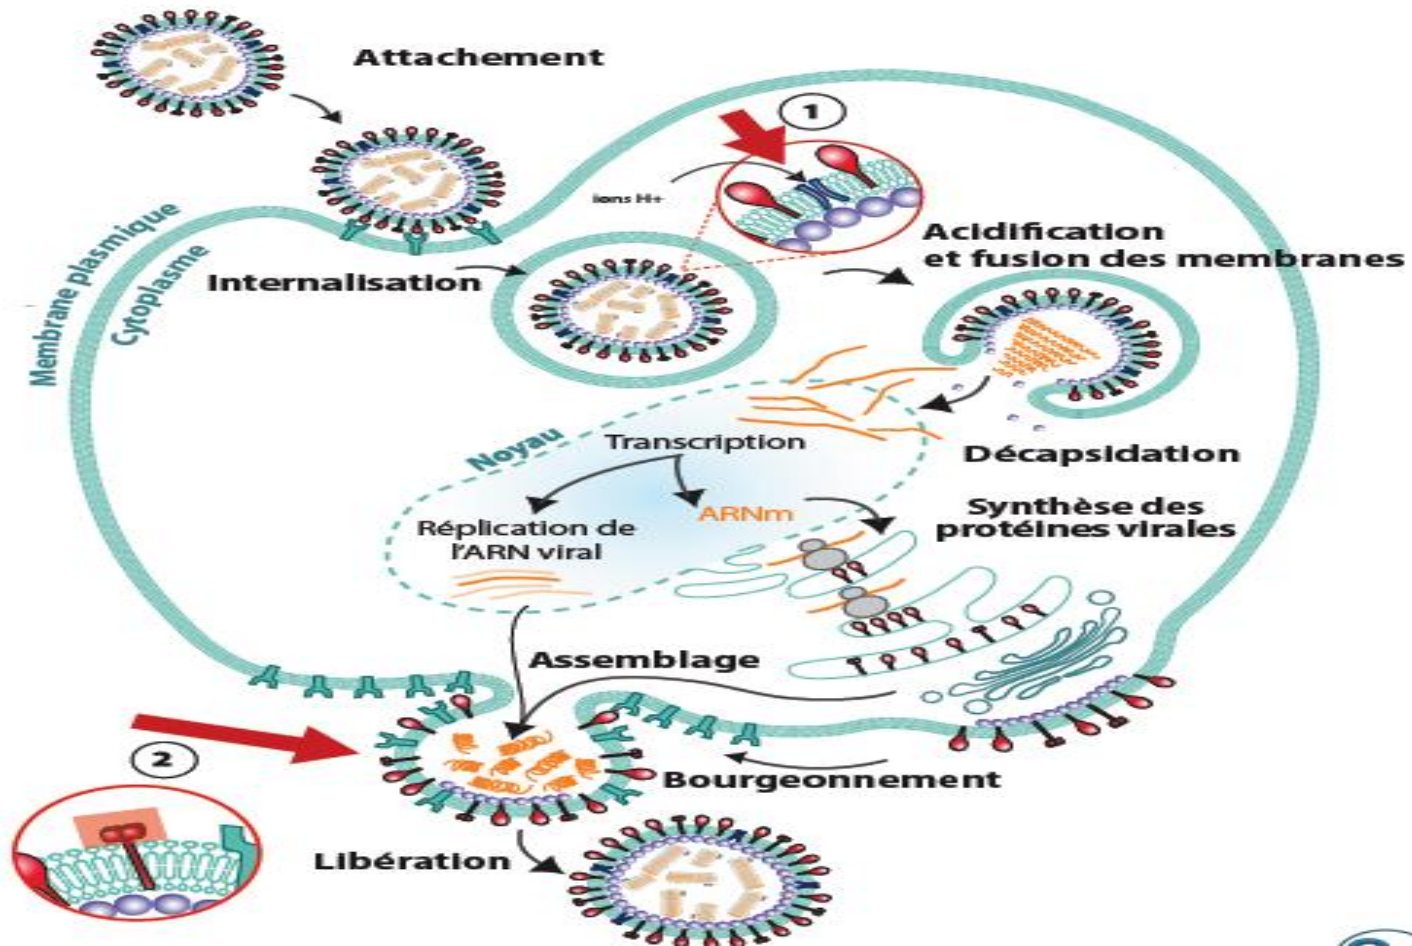 Attachement
1
ions H+
Membrane plasmique
Cytoplasme
Internalisation
Acidification
et fusion des membranes
Noyau
Transcription
Décapsidation
ARNm
Synthèse des
protéines virales
Réplication de
l'ARN viral
Assemblage
2
Bourgeonnement
Libération